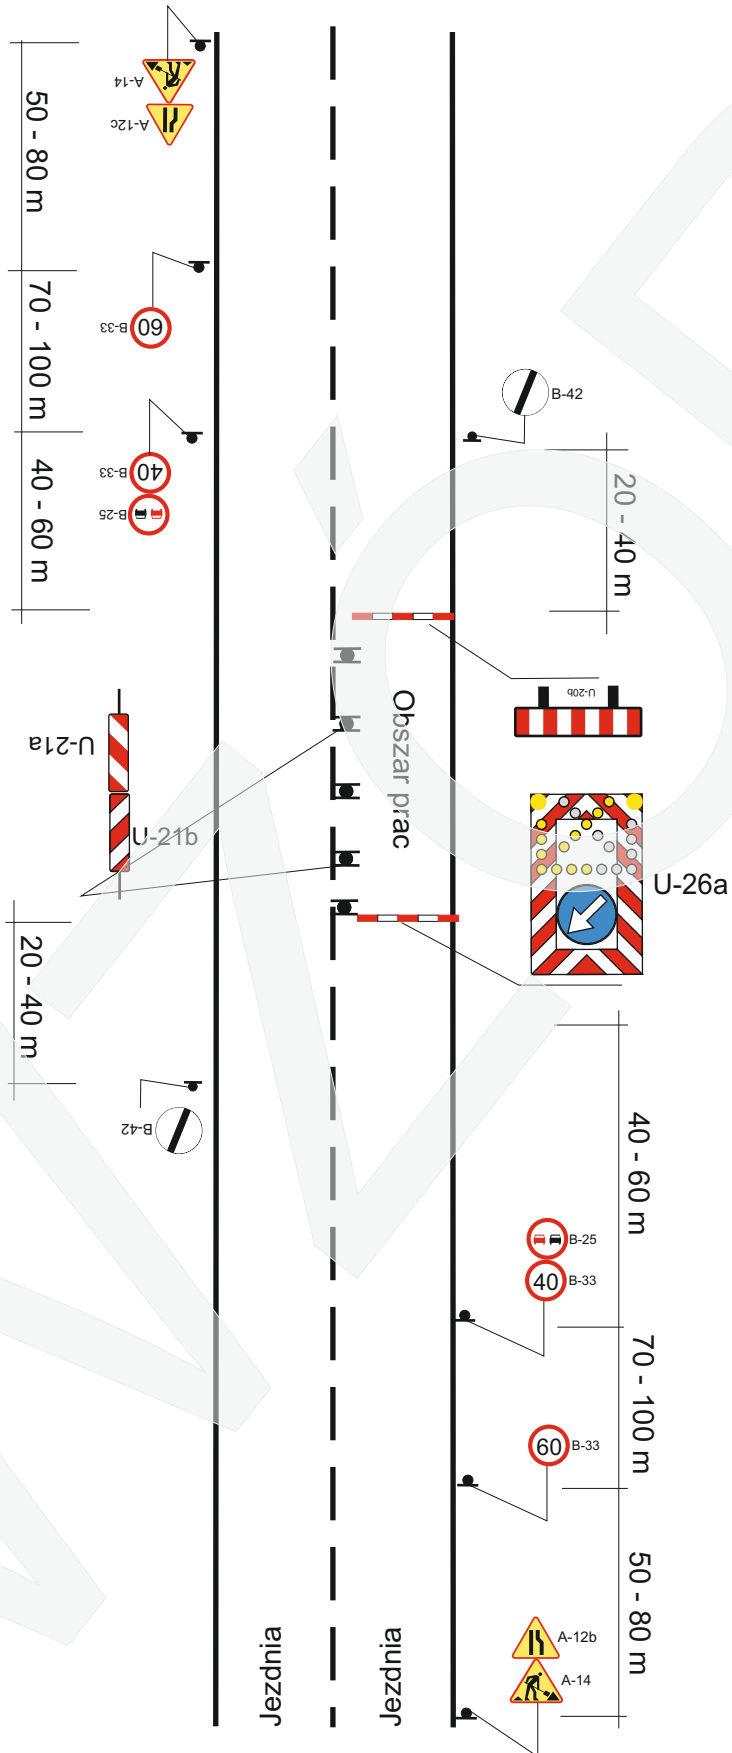 A-14
A-12c
50 - 80 m
B-33
60
70 - 100 m
B-42
B-33
40
B-25
40 - 60 m
20 - 40 m
U-20b
U-21a
Obszar prac
U-21b
U-26a
20 - 40 m
B-42
40 - 60 m
B-25
40
B-33
70 - 100 m
60
B-33
50 - 80 m
A-12b
A-14
Jezdnia
Jezdnia
WZÓR